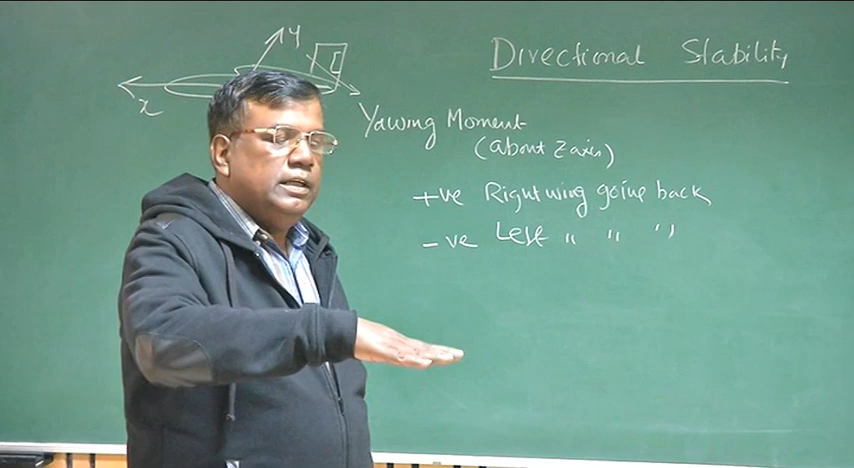 Directional Stability
y
x
Yawing Moment
(About Z axis)
+ve Right wing going back
-ve Left " " "